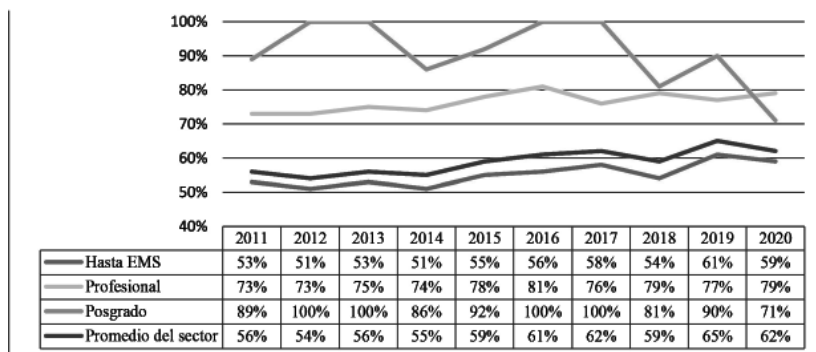 100%
90%
80%
70%
60%
50%
40%
2011 2012 2013 2014 2015 2016 2017 2018 2019 2020
Hasta EMS 53% 51% 53% 51% 55% 56% 58% 54% 61% 59%
Profesional 73% 73% 75% 74% 78% 81% 76% 79% 77% 79%
Posgrado 89% 100% 100% 86% 92% 100% 100% 81% 90% 71%
Promedio del sector 56% 54% 56% 55% 59% 61% 62% 59% 65% 62%